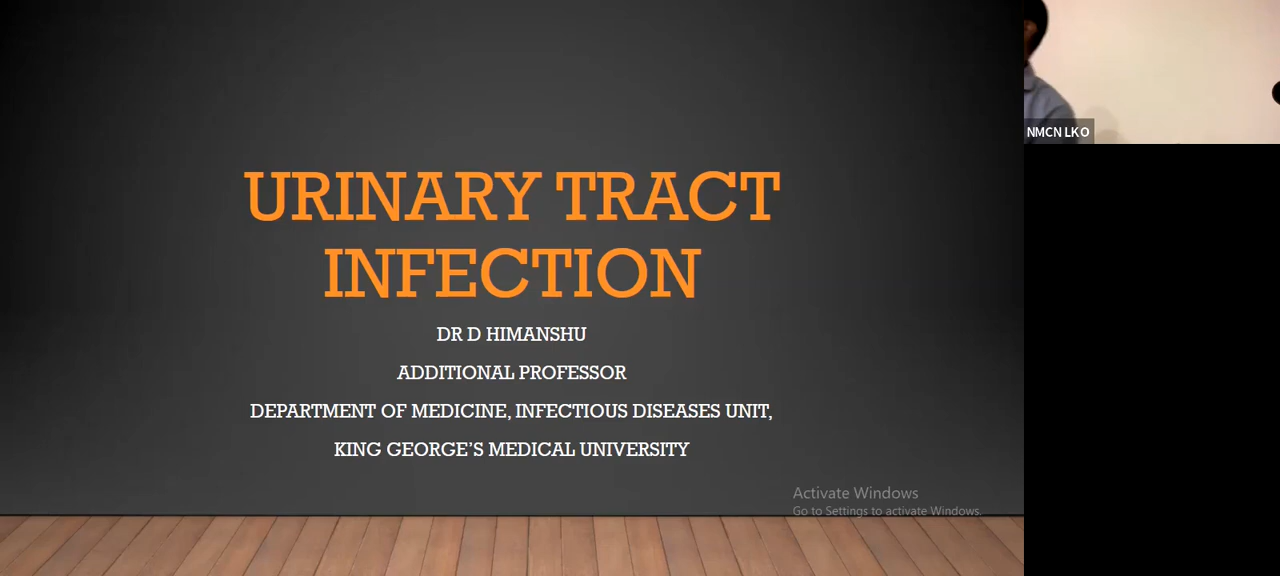 URINARY TRACT
INFECTION
DR D HIMANSHU
ADDITIONAL PROFESSOR
DEPARTMENT OF MEDICINE, INFECTIOUS DISEASES UNIT,
KING GEORGE’S MEDICAL UNIVERSITY
NMCN LKO
Activate Windows
Go to Settings to activate Windows.